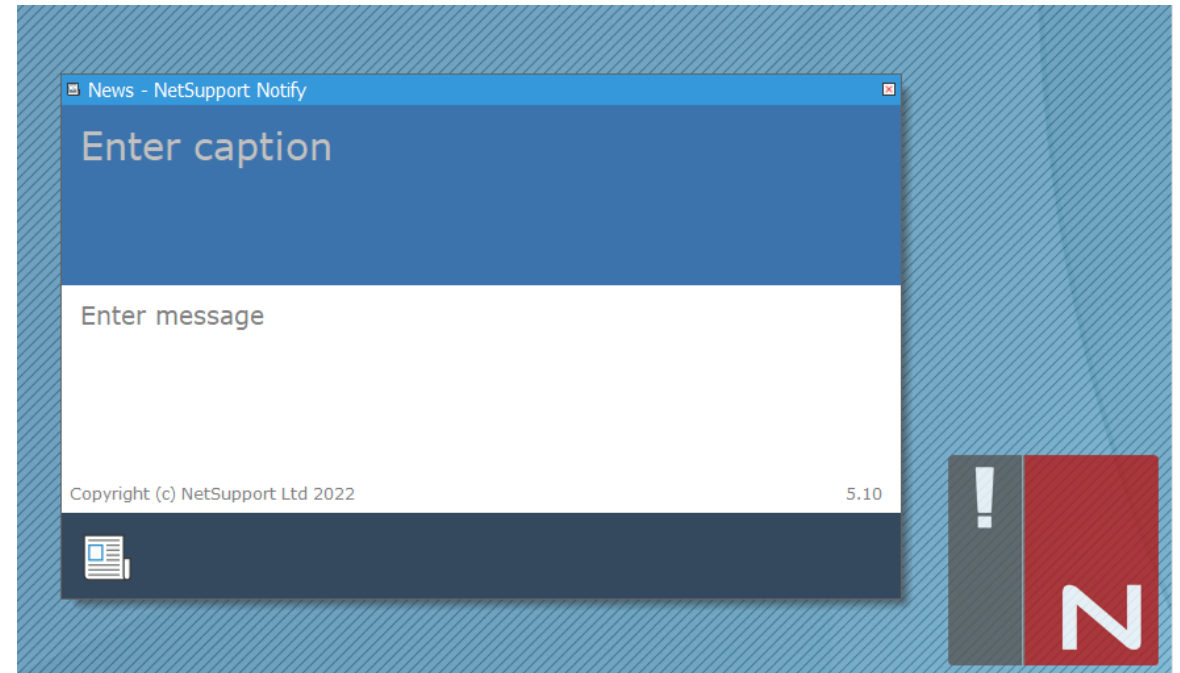 News - NetSupport Notify
Enter caption
Enter message
Copyright (c) NetSupport Ltd 2022
5.10
!
N